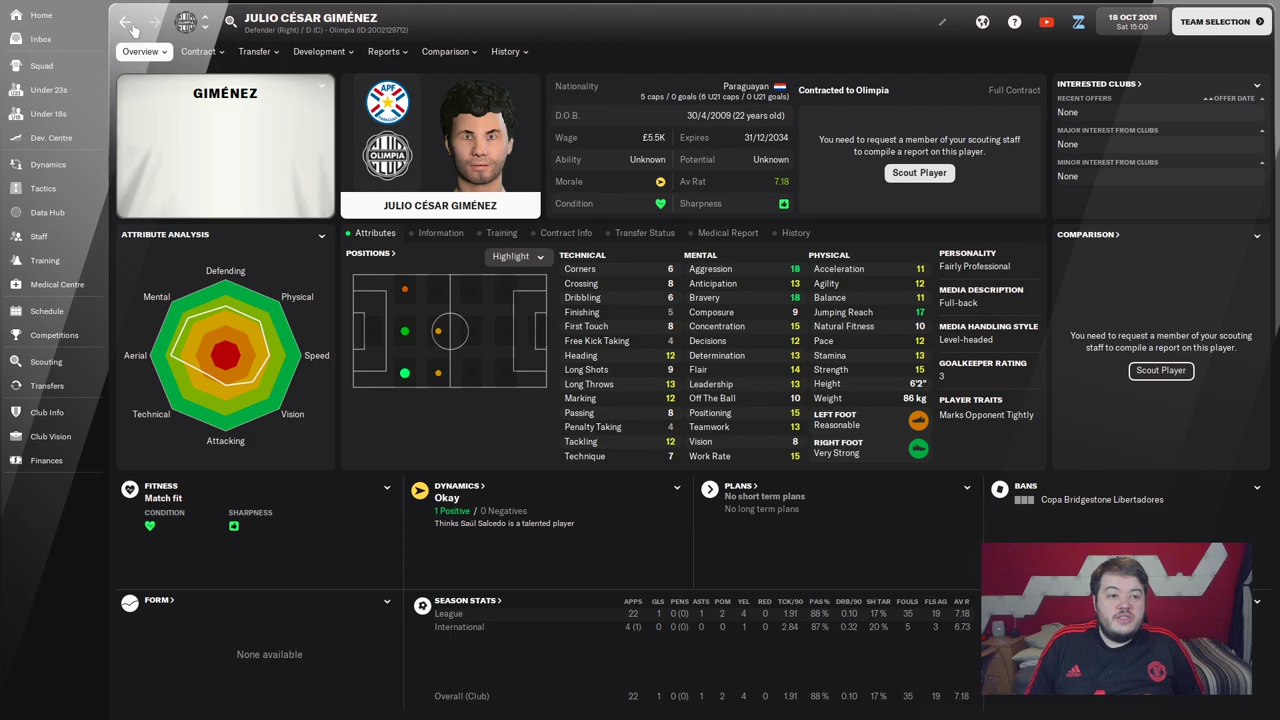 Home
Inbox
Squad
Under 23s
Under 18s
Dev. Centre
Dynamics
Tactics
Data Hub
Staff
Training
Medical Centre
Schedule
Competitions
Scouting
Transfers
Club Info
Club Vision
Finances
JULIO CÉSAR GIMÉNEZ
Defender (Right) / D (C) - Olimpia (ID:2002129712)
18 OCT 2031
Sat 15:00
TEAM SELECTION
Overview
Contract
Transfer
Development
Reports
Comparison
History
GIMÉNEZ
APF
OLIMPIA
JULIO CÉSAR GIMÉNEZ
Nationality Paraguayan
5 caps / 0 goals (6 U21 caps / 0 U21 goals)
D.O.B. 30/4/2009 (22 years old)
Wage £5.5K Expires 31/12/2034
Ability Unknown Potential Unknown
Morale Av Rat 7.18
Condition Sharpness
Contracted to Olimpia Full Contract
You need to request a member of your scouting staff
to compile a report on this player.
Scout Player
INTERESTED CLUBS
RECENT OFFERS OFFER DATE
None
MAJOR INTEREST FROM CLUBS
None
MINOR INTEREST FROM CLUBS
None
ATTRIBUTE ANALYSIS
Defending
Mental Physical
Aerial Speed
Technical Vision
Attacking
Attributes
Information
Training
Contract Info
Transfer Status
Medical Report
History
POSITIONS
Highlight
TECHNICAL
Corners 6
Crossing 8
Dribbling 6
Finishing 5
First Touch 8
Free Kick Taking 4
Heading 12
Long Shots 9
Long Throws 13
Marking 12
Passing 8
Penalty Taking 4
Tackling 12
Technique 7
MENTAL
Aggression 18
Anticipation 13
Bravery 18
Composure 9
Concentration 15
Decisions 12
Determination 13
Flair 14
Leadership 13
Off The Ball 10
Positioning 15
Teamwork 13
Vision 8
Work Rate 15
PHYSICAL
Acceleration 11
Agility 12
Balance 11
Jumping Reach 17
Natural Fitness 10
Pace 12
Stamina 13
Strength 15
Height 6'2"
Weight 86 kg
LEFT FOOT
Reasonable
RIGHT FOOT
Very Strong
PERSONALITY
Fairly Professional
MEDIA DESCRIPTION
Full-back
MEDIA HANDLING STYLE
Level-headed
GOALKEEPER RATING
3
PLAYER TRAITS
Marks Opponent Tightly
COMPARISON
You need to request a member of your scouting
staff to compile a report on this player.
Scout Player
FITNESS
Match fit
CONDITION SHARPNESS
DYNAMICS
Okay
1 Positive / 0 Negatives
Thinks Saúl Salcedo is a talented player
PLANS
No short term plans
No long term plans
BANS
Copa Bridgestone Libertadores
FORM
None available
SEASON STATS APPS GLS PENS ASTS POM YEL RED TCK/90 PAS% DRB/90 SH TAR FOULS FLS AG AV R
League 22 1 0 (0) 1 2 4 0 1.91 88 % 0.10 17 % 35 19 7.18
International 4 (1) 0 0 (0) 0 0 1 0 2.84 87 % 0.32 20 % 5 3 6.73
Overall (Club) 22 1 0 (0) 1 2 4 0 1.91 88 % 0.10 17 % 35 19 7.18